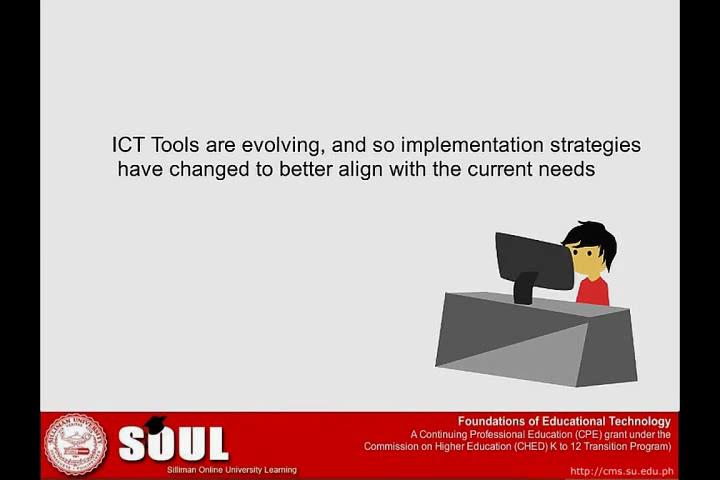 ICT Tools are evolving, and so implementation strategies
have changed to better align with the current needs
SOUL
Silliman Online University Learning
Foundations of Educational Technology
A Continuing Professional Education (CPE) grant under the
Commission on Higher Education (CHED) K to 12 Transition Program)
http://cms.su.edu.ph